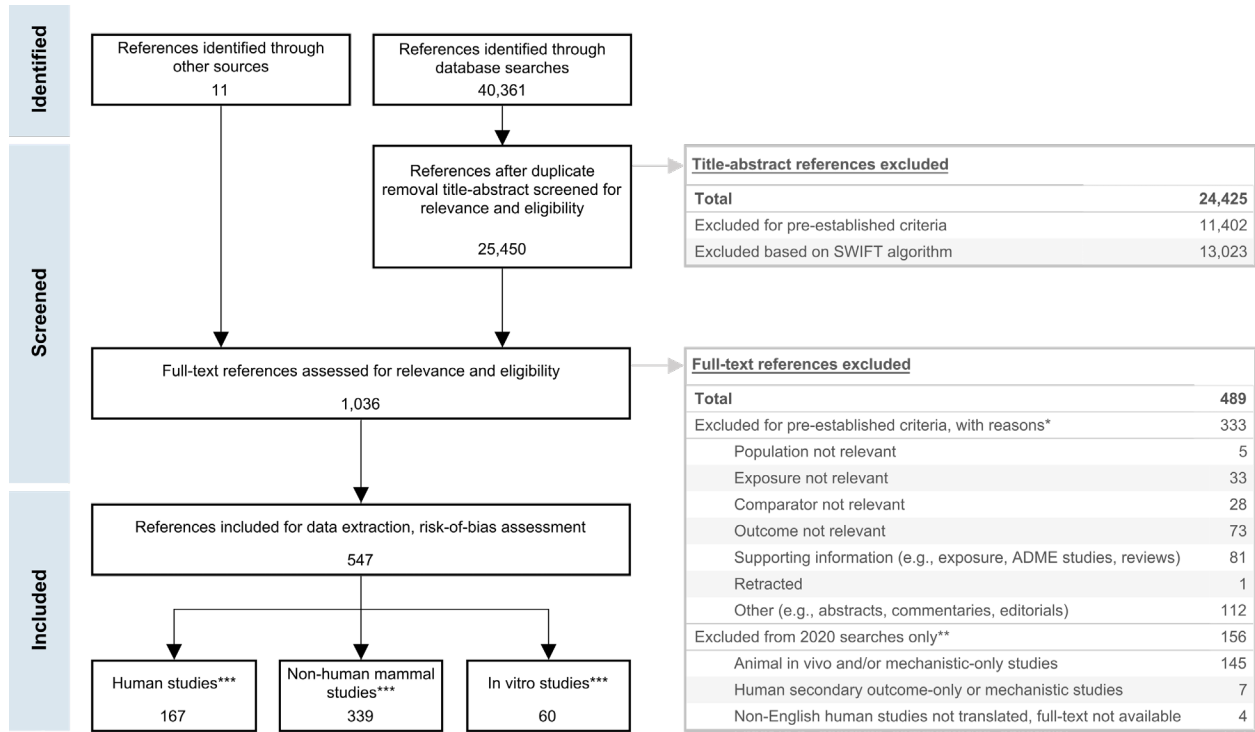 Identified
References identified through
other sources
11
References identified through
database searches
40,361
Screened
References after duplicate
removal title-abstract screened for
relevance and eligibility
25,450
Title-abstract references excluded
Total 24,425
Excluded for pre-established criteria 11,402
Excluded based on SWIFT algorithm 13,023
Full-text references assessed for relevance and eligibility
1,036
Full-text references excluded
Total 489
Excluded for pre-established criteria, with reasons* 333
Population not relevant 5
Exposure not relevant 33
Comparator not relevant 28
Outcome not relevant 73
Supporting information (e.g., exposure, ADME studies, reviews) 81
Retracted 1
Other (e.g., abstracts, commentaries, editorials) 112
Excluded from 2020 searches only** 156
Animal in vivo and/or mechanistic-only studies 145
Human secondary outcome-only or mechanistic studies 7
Non-English human studies not translated, full-text not available 4
Included
References included for data extraction, risk-of-bias assessment
547
Human studies***
167
Non-human mammal
studies***
339
In vitro studies***
60